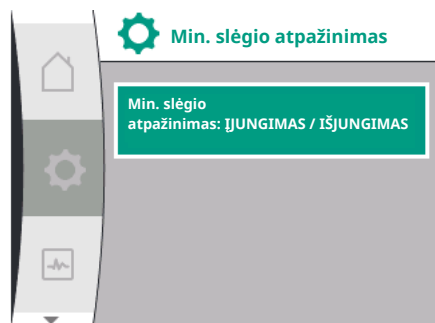 Min. slėgio atpažinimas
Min. slėgio
atpažinimas: ĮJUNGIMAS / IŠJUNGIMAS